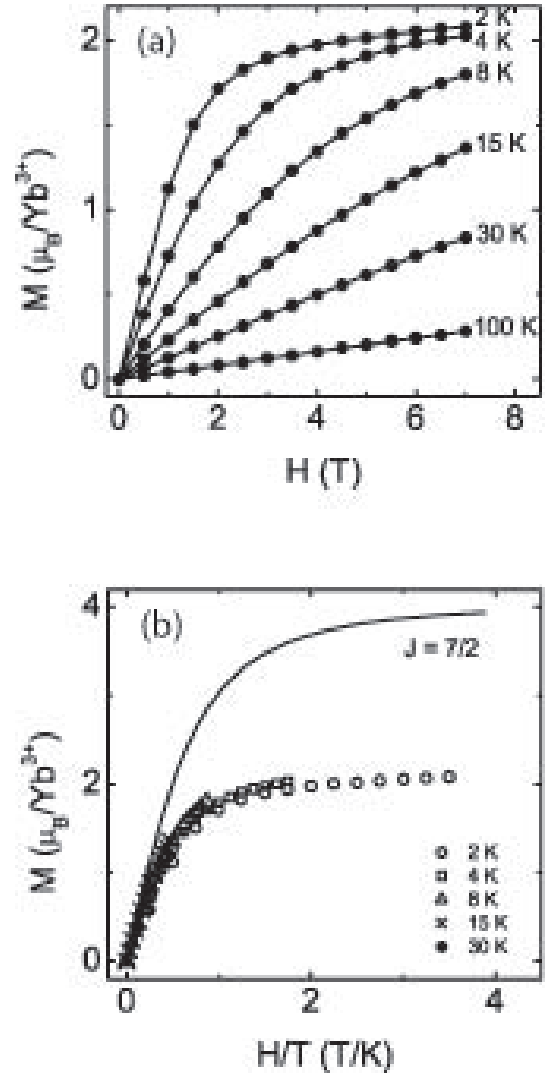 (a)
2 K
4 K
8 K
15 K
30 K
100 K
2
1
0
M (μB/Yb³⁺)
0 2 4 6 8
H (T)
(b)
J = 7/2
4
2
0
M (μB/Yb³⁺)
2 K
4 K
8 K
15 K
30 K
0 2 4
H/T (T/K)